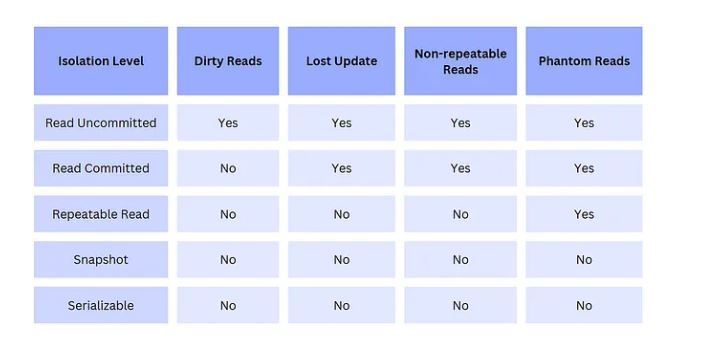 Isolation Level Dirty Reads Lost Update Non-repeatable Reads Phantom Reads
Read Uncommitted Yes Yes Yes Yes
Read Committed No Yes Yes Yes
Repeatable Read No No No Yes
Snapshot No No No No
Serializable No No No No